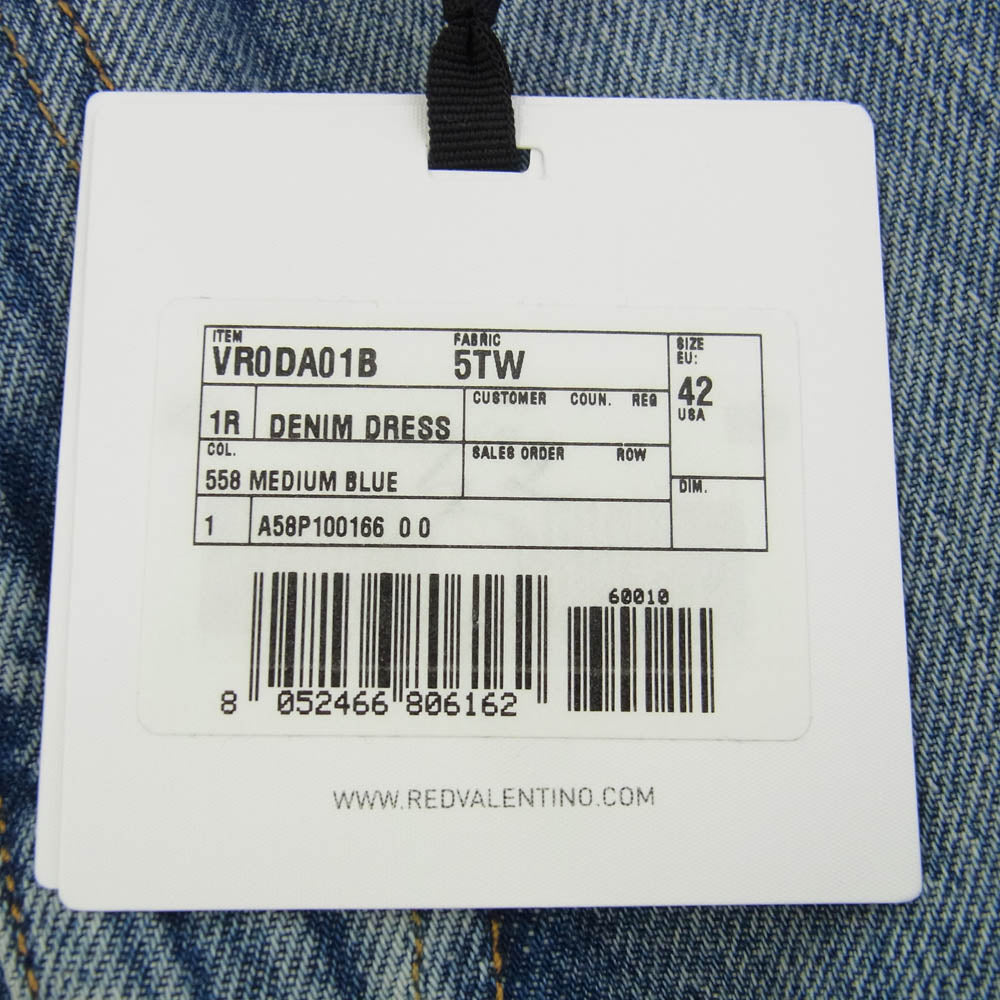 ITEM FABRIC SIZE
VR0DA01B 5TW EU:
42
USA
CUSTOMER COUN. REG
1R DENIM DRESS
COL. SALES ORDER ROW
558 MEDIUM BLUE
DIM.
1 A58P100166 0 0
60010
8 052466 806162
WWW.REDVALENTINO.COM